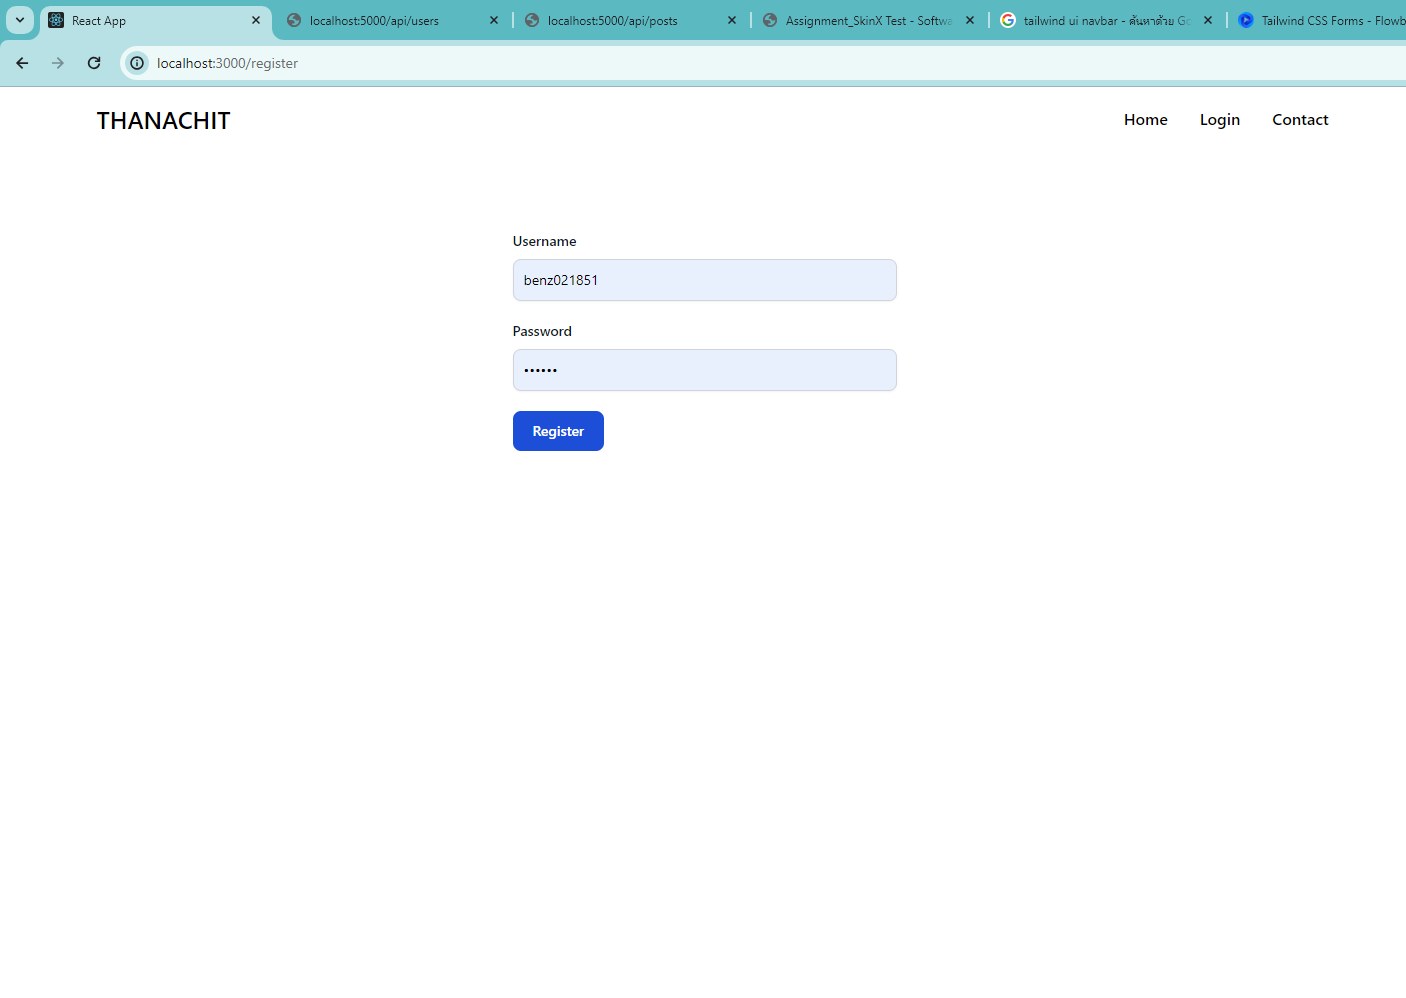 React App
localhost:5000/api/users
localhost:5000/api/posts
Assignment_SkinX Test - Softwa
tailwind ui navbar - ค้นหาด้วย Go
Tailwind CSS Forms - Flowb
localhost:3000/register
THANACHIT
Home
Login
Contact
Username
benz021851
Password
••••••
Register